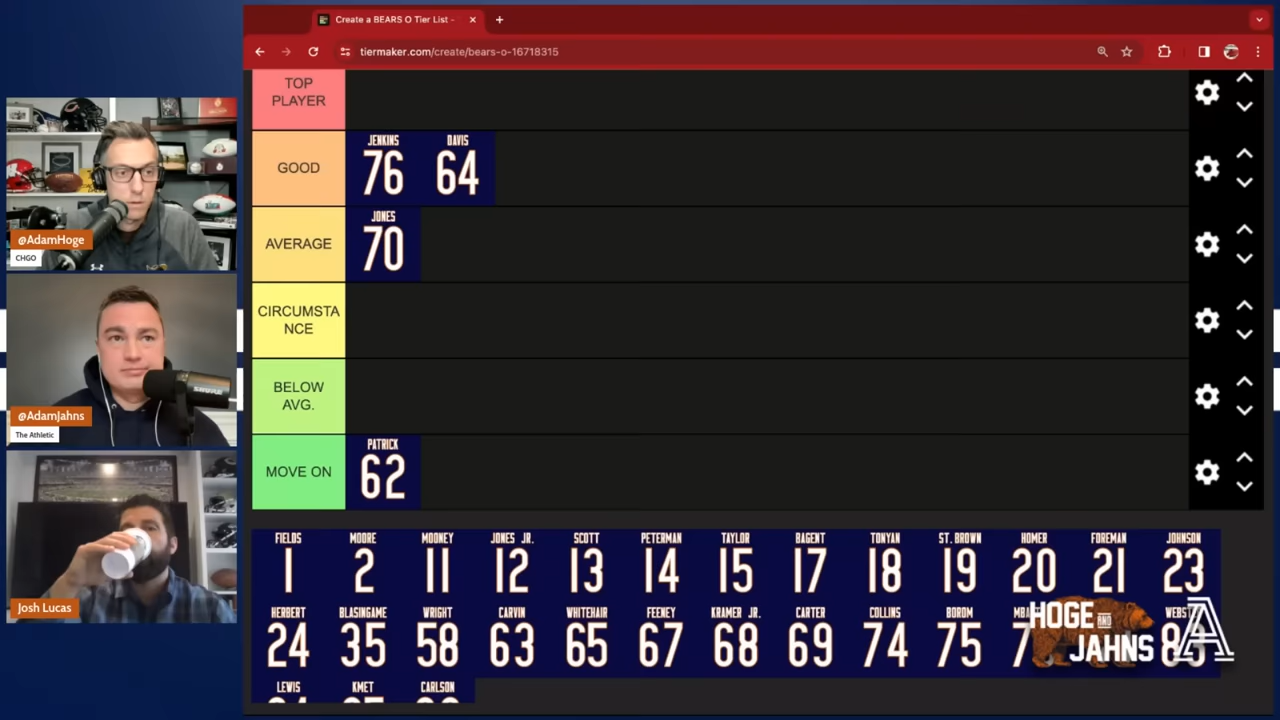 Create a BEARS O Tier List -
tiermaker.com/create/bears-o-16718315
TOP
PLAYER
JENKINS DAVIS
GOOD
76 64
JONES
AVERAGE
70
CIRCUMSTA
NCE
BELOW
AVG.
PATRICK
MOVE ON
62
FIELDS MOORE MOONEY JONES JR. SCOTT PETERMAN TAYLOR BAGENT TONYAN ST. BROWN HOMER FOREMAN JOHNSON
1 2 11 12 13 14 15 17 18 19 20 21 23
HERBERT BLASINGAME WRIGHT CARVIN WHITEHAIR FEENEY KRAMER JR. CARTER COLLINS BOROM
24 35 58 63 65 67 68 69 74 75
LEWIS KMET CARLSON
HOGE AND
JAHNS
@AdamHoge
CHGO
@AdamJahns
The Athletic
Josh Lucas